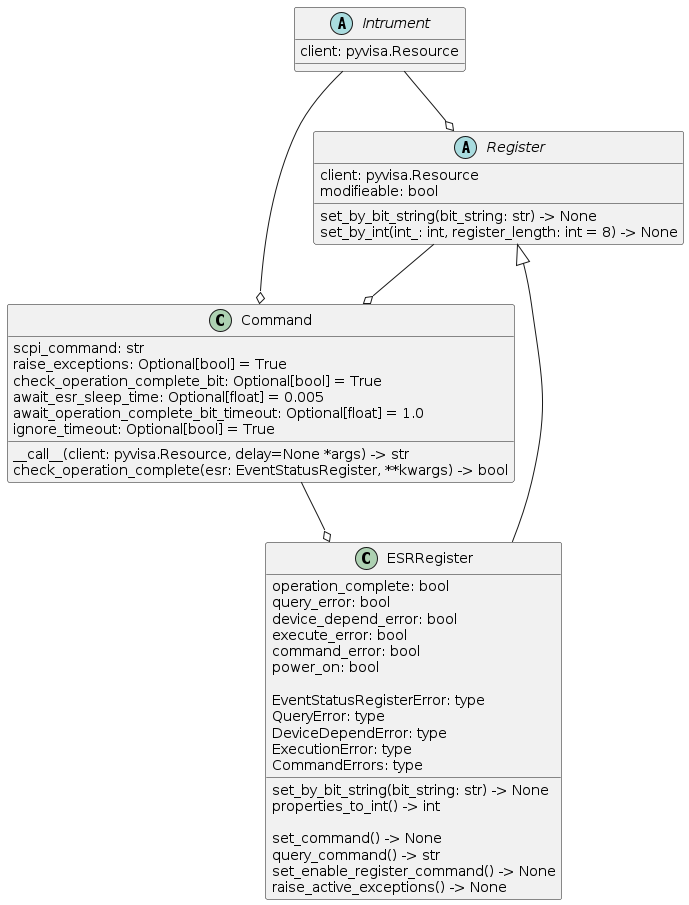 A Intrument
client: pyvisa.Resource
A Register
client: pyvisa.Resource
modifieable: bool
set_by_bit_string(bit_string: str) -> None
set_by_int(int_: int, register_length: int = 8) -> None
C Command
scpi_command: str
raise_exceptions: Optional[bool] = True
check_operation_complete_bit: Optional[bool] = True
await_esr_sleep_time: Optional[float] = 0.005
await_operation_complete_bit_timeout: Optional[float] = 1.0
ignore_timeout: Optional[bool] = True
__call__(client: pyvisa.Resource, delay=None *args) -> str
check_operation_complete(esr: EventStatusRegister, **kwargs) -> bool
C ESRRegister
operation_complete: bool
query_error: bool
device_depend_error: bool
execute_error: bool
command_error: bool
power_on: bool
EventStatusRegisterError: type
QueryError: type
DeviceDependError: type
ExecutionError: type
CommandErrors: type
set_by_bit_string(bit_string: str) -> None
properties_to_int() -> int
set_command() -> None
query_command() -> str
set_enable_register_command() -> None
raise_active_exceptions() -> None